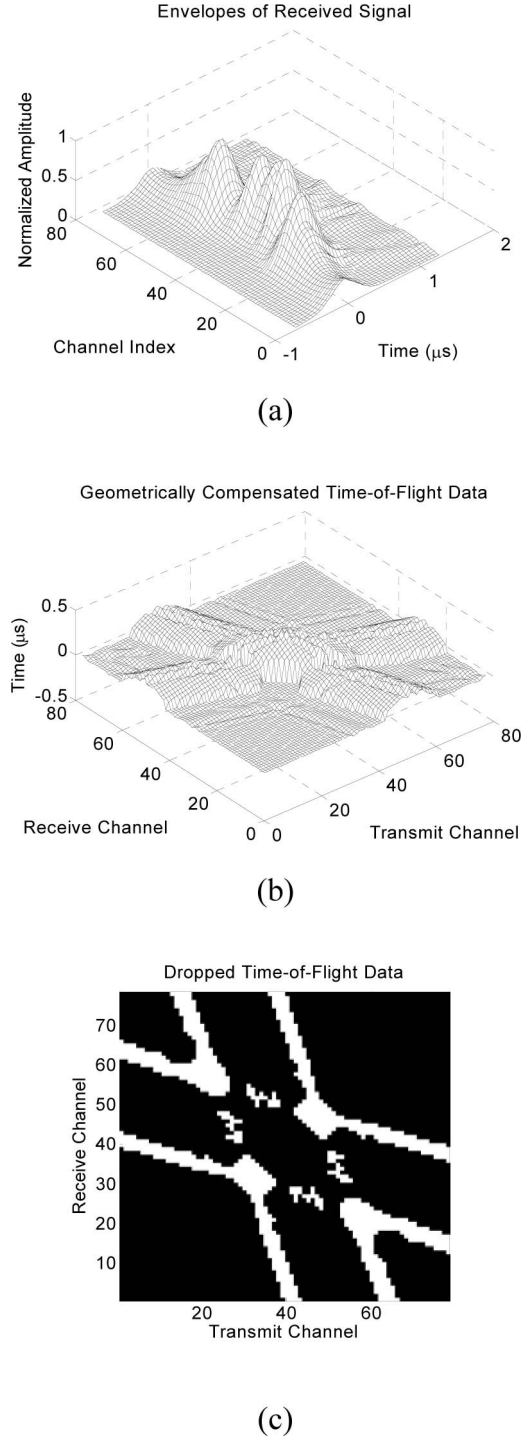 Envelopes of Received Signal
Normalized Amplitude
1
0.5
0
80
60
40
20
0
Channel Index
-1
0
1
2
Time (μs)
(a)
Geometrically Compensated Time-of-Flight Data
Time (μs)
0.5
0
-0.5
80
60
40
20
0
Receive Channel
0
20
40
60
80
Transmit Channel
(b)
Dropped Time-of-Flight Data
Receive Channel
70
60
50
40
30
20
10
20
40
60
Transmit Channel
(c)